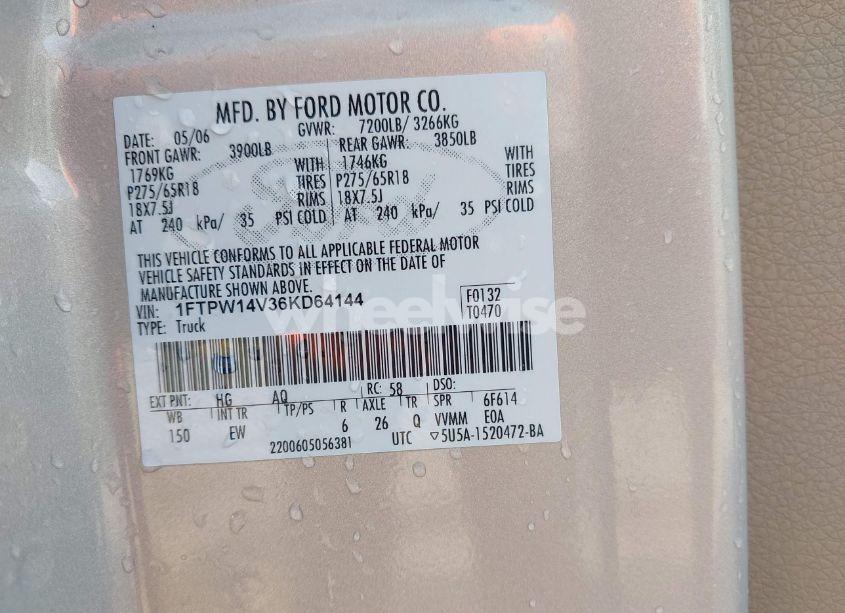 MFD. BY FORD MOTOR CO.
DATE: 05/06 GVWR: 7200LB/ 3266KG
FRONT GAWR: 3900LB REAR GAWR: 3850LB
1769KG WITH 1746KG WITH
P275/65R18 TIRES P275/65R18 TIRES
18X7.5J RIMS 18X7.5J RIMS
AT 240 kPa/ 35 PSI COLD AT 240 kPa/ 35 PSI COLD
THIS VEHICLE CONFORMS TO ALL APPLICABLE FEDERAL MOTOR
VEHICLE SAFETY STANDARDS IN EFFECT ON THE DATE OF
MANUFACTURE SHOWN ABOVE.
VIN: 1FTPW14V36KD64144 F0132
TYPE: Truck T0470
wheelwise
EXT PNT: HG AQ RC: 58 DSO:
WB INT TR TP/PS R AXLE TR SPR 6F614
150 EW 6 26 Q VVMM EOA
2200605056381 UTC ▽5U5A-1520472-BA